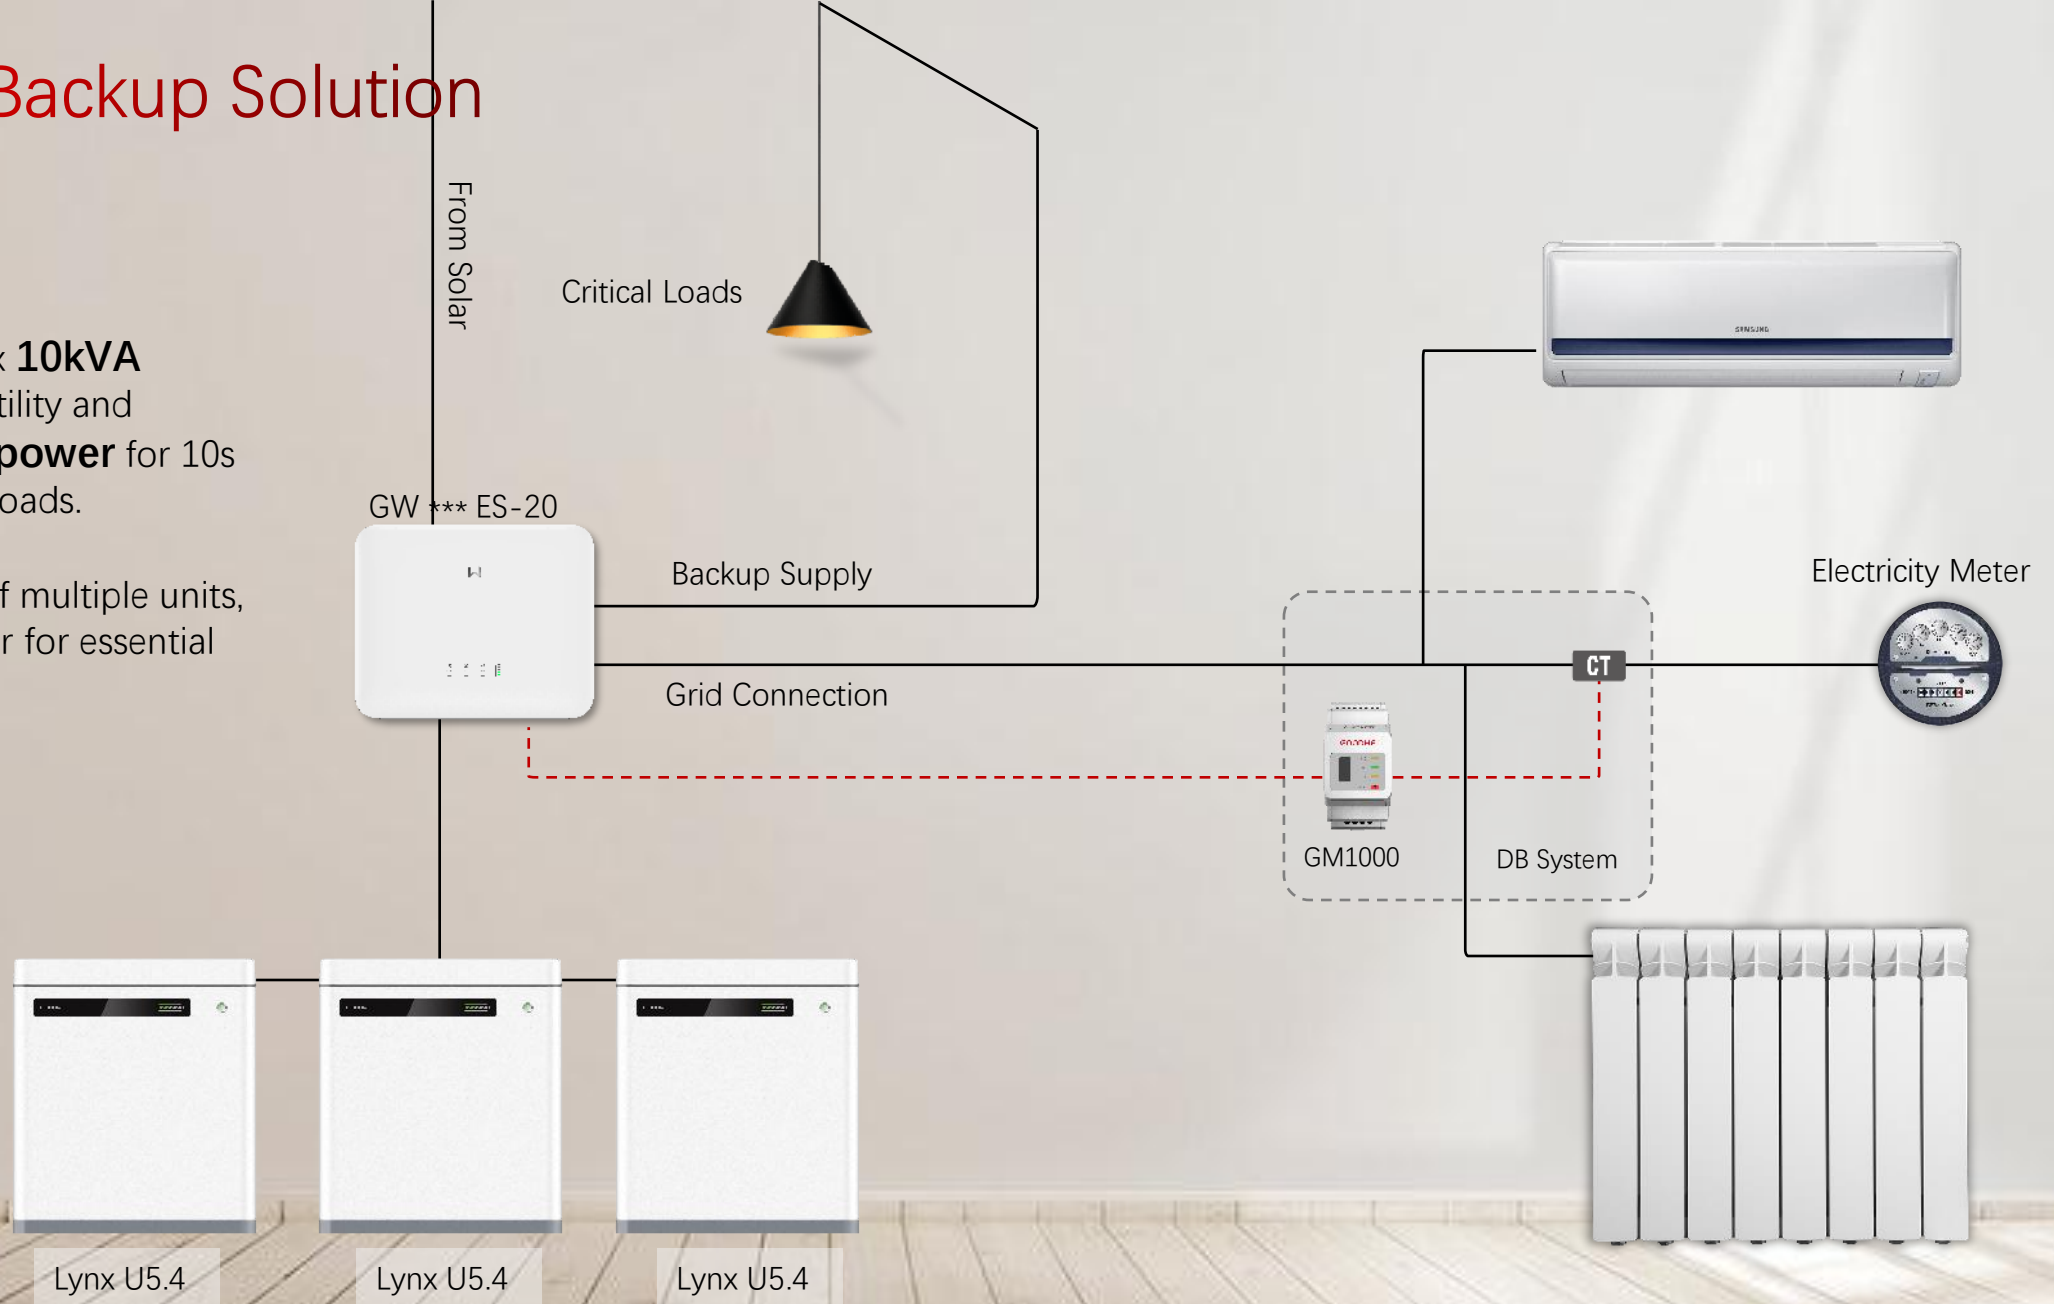 Backup Solution
From Solar
Critical Loads
SAMSUNG
10kVA
tility and
power for 10s
oads.
GW *** ES-20
Backup Supply
Electricity Meter
f multiple units,
r for essential
CT
Grid Connection
GOODWE
GM1000
DB System
Lynx U5.4
Lynx U5.4
Lynx U5.4